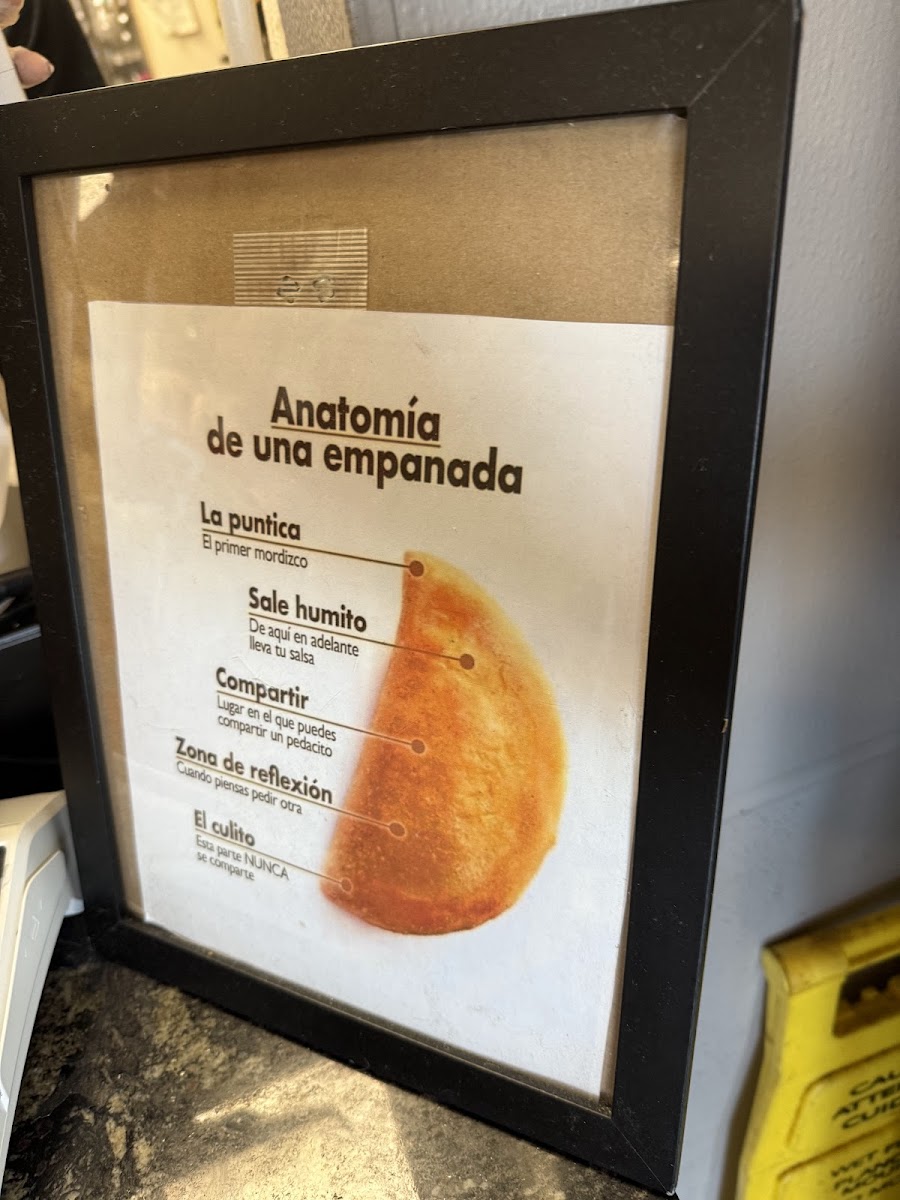 Anatomía
de una empanada
La puntica
El primer mordizco
Sale humito
De aquí en adelante
lleva tu salsa
Compartir
Lugar en el que puedes
compartir un pedacito
Zona de reflexión
Cuando piensas pedir otra
El culito
Esta parte NUNCA
se comparte